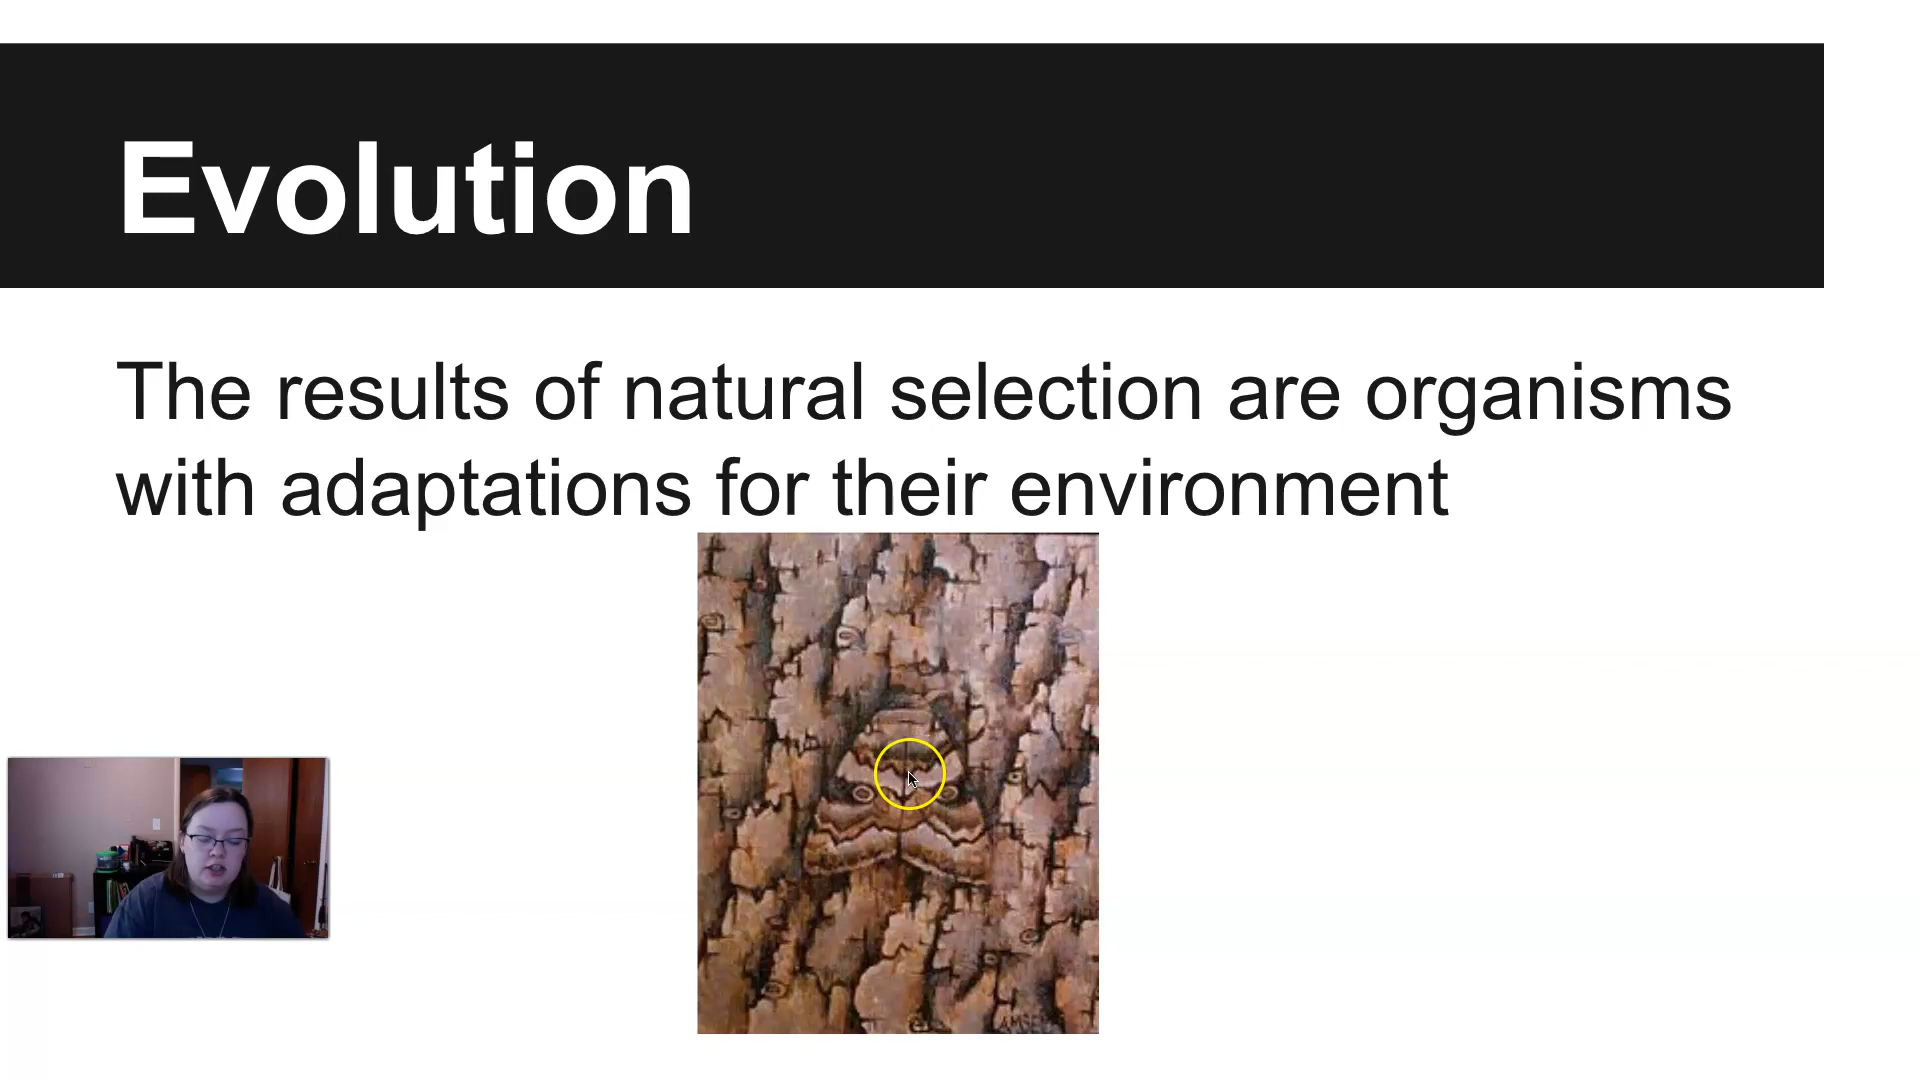 Evolution
The results of natural selection are organisms
with adaptations for their environment